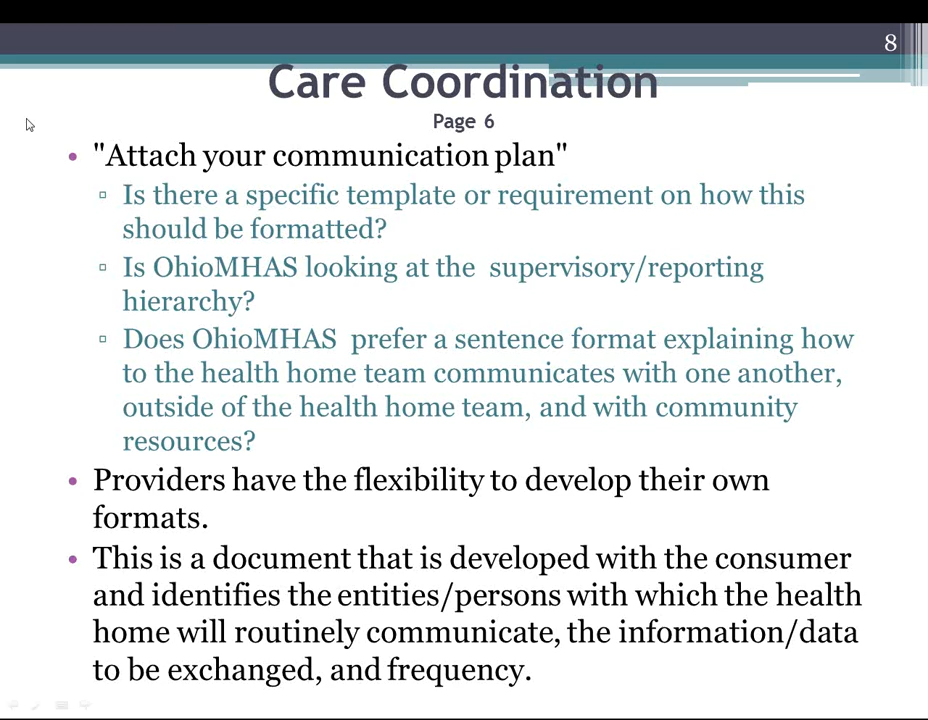 8
Care Coordination
Page 6
• "Attach your communication plan"
▫ Is there a specific template or requirement on how this
should be formatted?
▫ Is OhioMHAS looking at the supervisory/reporting
hierarchy?
▫ Does OhioMHAS prefer a sentence format explaining how
to the health home team communicates with one another,
outside of the health home team, and with community
resources?
• Providers have the flexibility to develop their own
formats.
• This is a document that is developed with the consumer
and identifies the entities/persons with which the health
home will routinely communicate, the information/data
to be exchanged, and frequency.